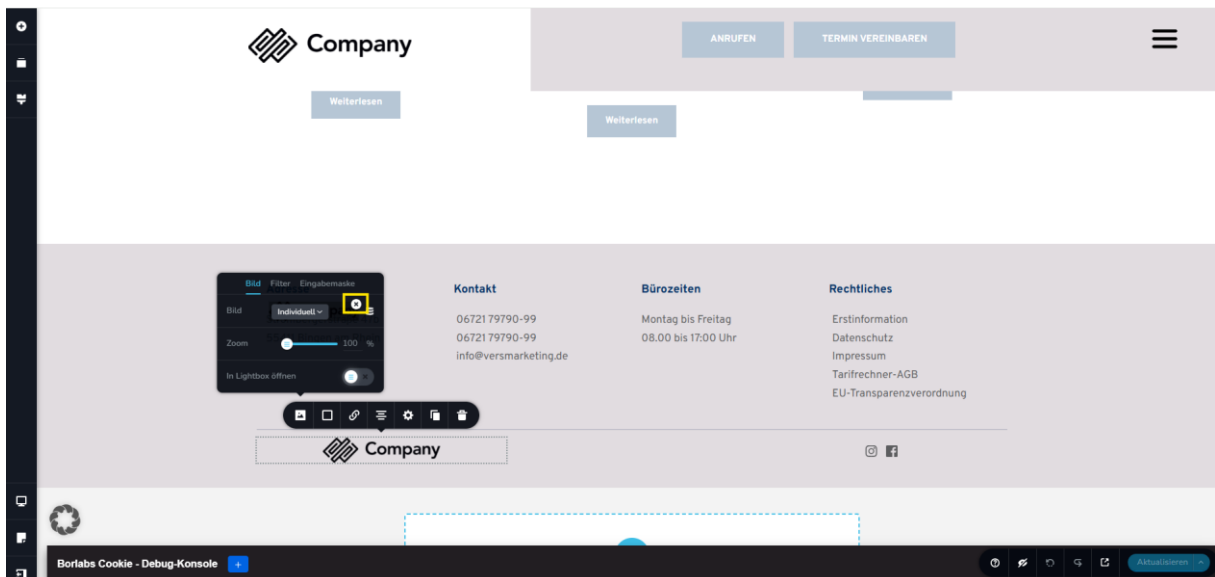 Company
ANRUFEN
TERMIN VEREINBAREN
Weiterlesen
Weiterlesen
Bild Filter Eingabemaske
Bild Individuell
Zoom 100 %
In Lightbox öffnen
Kontakt
06721 79790-99
06721 79790-99
info@versmarketing.de
Bürozeiten
Montag bis Freitag
08.00 bis 17:00 Uhr
Rechtliches
Erstinformation
Datenschutz
Impressum
Tarifrechner-AGB
EU-Transparenzverordnung
Company
Borlabs Cookie - Debug-Konsole +
Aktualisieren